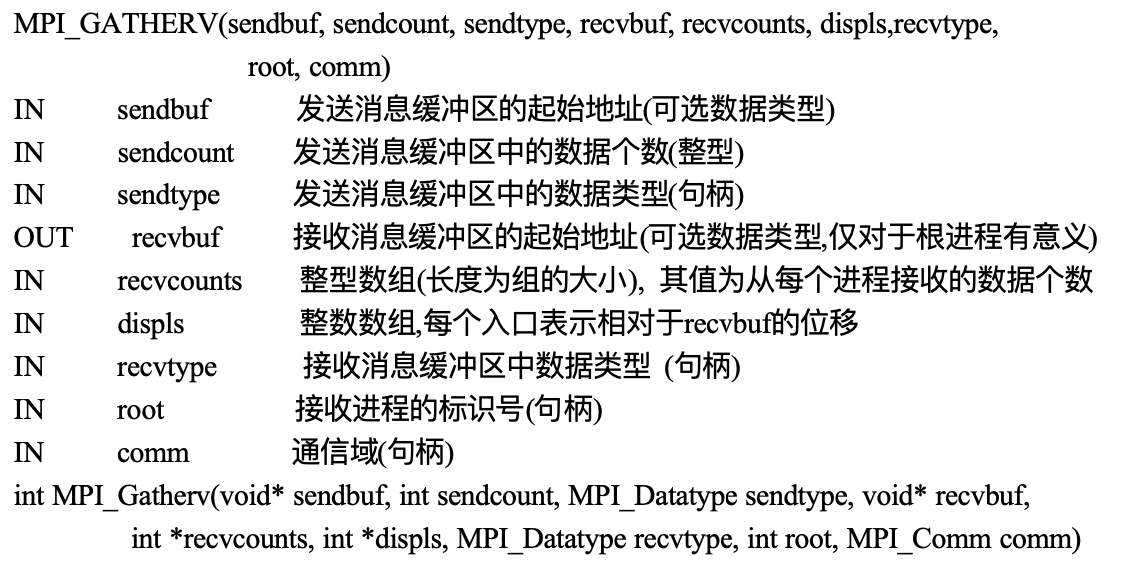 MPI_GATHERV(sendbuf, sendcount, sendtype, recvbuf, recvcounts, displs,recvtype,
root, comm)
IN sendbuf 发送消息缓冲区的起始地址(可选数据类型)
IN sendcount 发送消息缓冲区中的数据个数(整型)
IN sendtype 发送消息缓冲区中的数据类型(句柄)
OUT recvbuf 接收消息缓冲区的起始地址(可选数据类型,仅对于根进程有意义)
IN recvcounts 整型数组(长度为组的大小), 其值为从每个进程接收的数据个数
IN displs 整数数组,每个入口表示相对于recvbuf的位移
IN recvtype 接收消息缓冲区中数据类型 (句柄)
IN root 接收进程的标识号(句柄)
IN comm 通信域(句柄)
int MPI_Gatherv(void* sendbuf, int sendcount, MPI_Datatype sendtype, void* recvbuf,
int *recvcounts, int *displs, MPI_Datatype recvtype, int root, MPI_Comm comm)